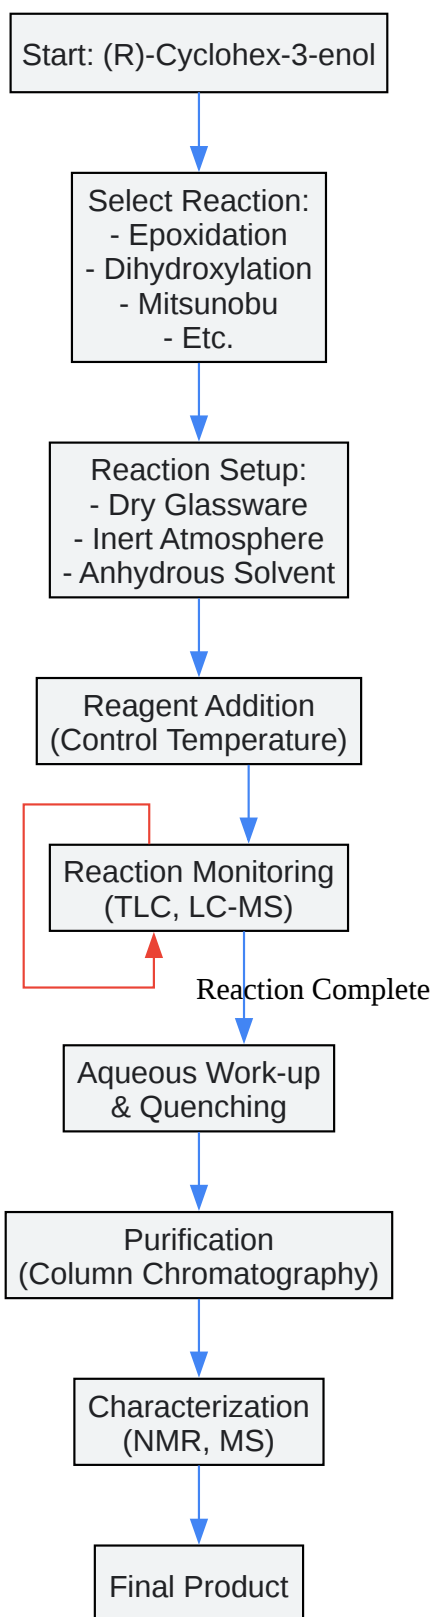 Start: (R)-Cyclohex-3-enol
Select Reaction:
- Epoxidation
- Dihydroxylation
- Mitsunobu
- Etc.
Reaction Setup:
- Dry Glassware
- Inert Atmosphere
- Anhydrous Solvent
Reagent Addition
(Control Temperature)
Reaction Monitoring
(TLC, LC-MS)
Reaction Complete
Aqueous Work-up
& Quenching
Purification
(Column Chromatography)
Characterization
(NMR, MS)
Final Product